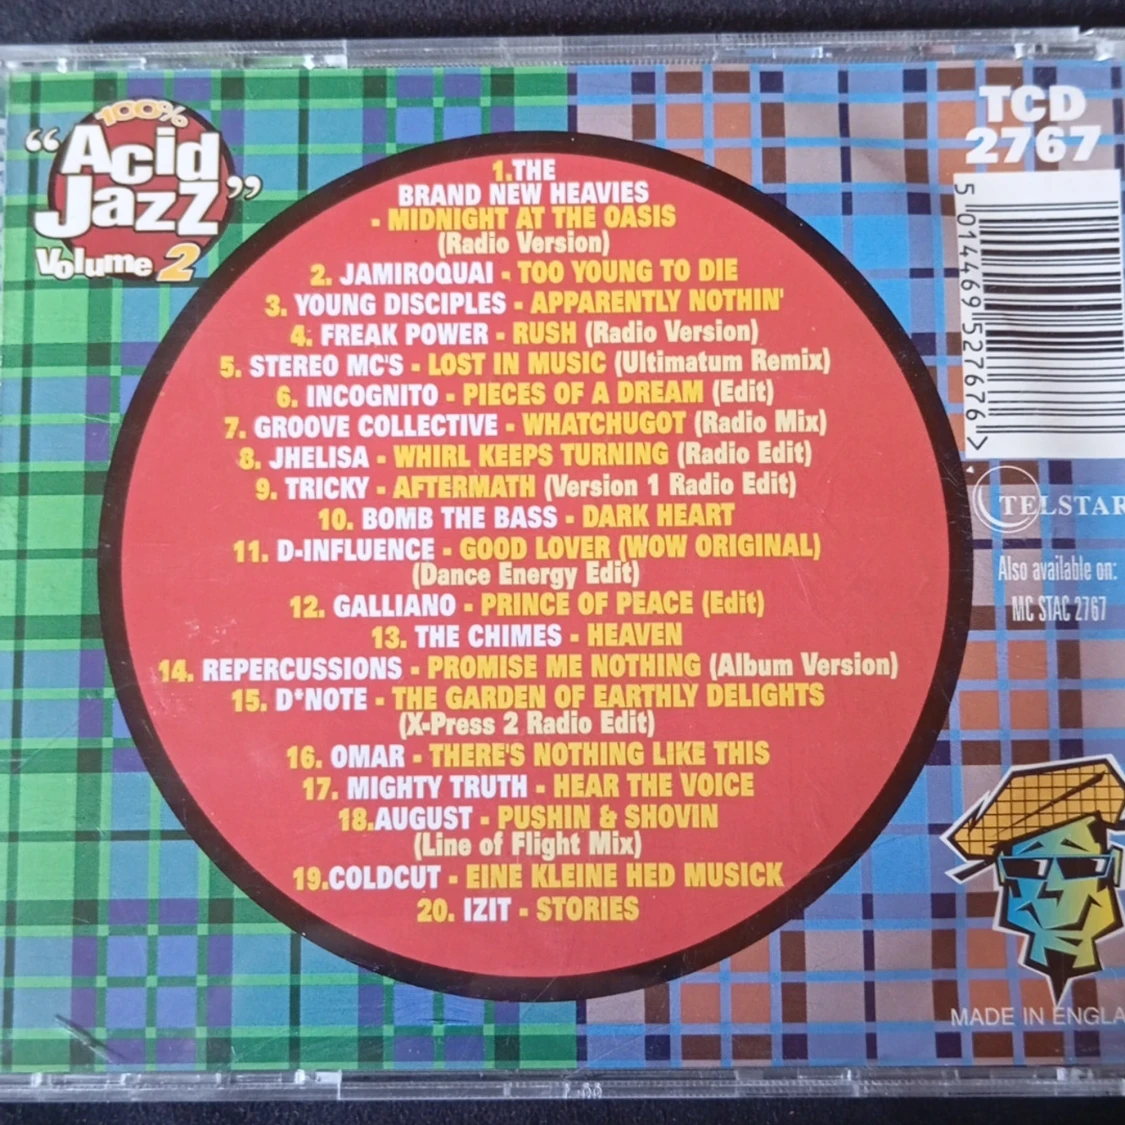 100%
"Acid
Jazz"
Volume 2
1.THE
BRAND NEW HEAVIES
- MIDNIGHT AT THE OASIS
(Radio Version)
2. JAMIROQUAI - TOO YOUNG TO DIE
3. YOUNG DISCIPLES - APPARENTLY NOTHIN'
4. FREAK POWER - RUSH (Radio Version)
5. STEREO MC'S - LOST IN MUSIC (Ultimatum Remix)
6. INCOGNITO - PIECES OF A DREAM (Edit)
7. GROOVE COLLECTIVE - WHATCHUGOT (Radio Mix)
8. JHELISA - WHIRL KEEPS TURNING (Radio Edit)
9. TRICKY - AFTERMATH (Version 1 Radio Edit)
10. BOMB THE BASS - DARK HEART
11. D-INFLUENCE - GOOD LOVER (WOW ORIGINAL)
(Dance Energy Edit)
12. GALLIANO - PRINCE OF PEACE (Edit)
13. THE CHIMES - HEAVEN
14. REPERCUSSIONS - PROMISE ME NOTHING (Album Version)
15. D*NOTE - THE GARDEN OF EARTHLY DELIGHTS
(X-Press 2 Radio Edit)
16. OMAR - THERE'S NOTHING LIKE THIS
17. MIGHTY TRUTH - HEAR THE VOICE
18.AUGUST - PUSHIN & SHOVIN
(Line of Flight Mix)
19.COLDCUT - EINE KLEINE HED MUSICK
20. IZIT - STORIES
TCD
2767
5 014469 527676 >
TELSTAR
Also available on:
MC STAC 2767
MADE IN ENGLA